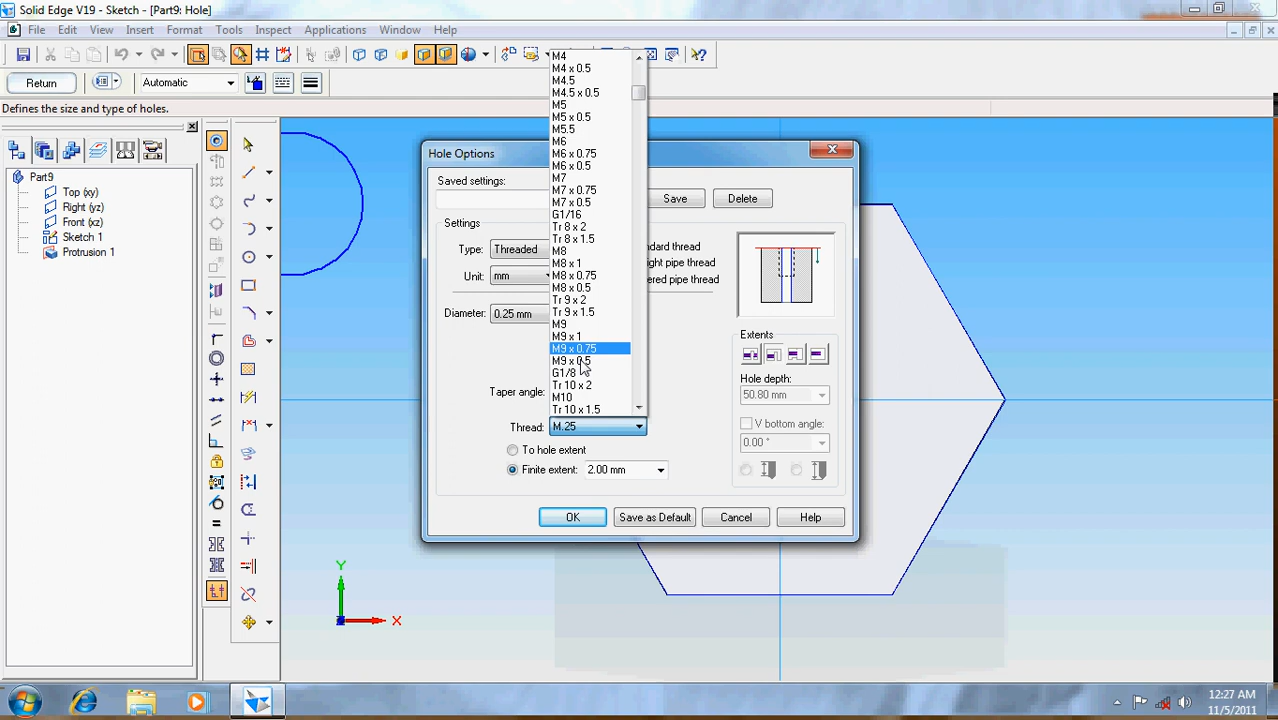 Solid Edge V19 - Sketch - [Part9: Hole]
File Edit View Insert Format Tools Inspect Applications Window Help
Return
Automatic
Defines the size and type of holes.
Part9
Top (xy)
Right (yz)
Front (xz)
Sketch 1
Protrusion 1
Hole Options
Saved settings:
Save
Delete
Settings
Type: Threaded
Unit: mm
Diameter: 0.25 mm
Taper angle:
Thread: M.25
To hole extent
Finite extent: 2.00 mm
M4
M4 x 0.5
M4.5
M4.5 x 0.5
M5
M5 x 0.5
M5.5
M6
M6 x 0.75
M6 x 0.5
M7
M7 x 0.75
M7 x 0.5
G1/16
Tr 8 x 2
Tr 8 x 1.5
M8
M8 x 1
M8 x 0.75
M8 x 0.5
Tr 9 x 2
Tr 9 x 1.5
M9
M9 x 1
M9 x 0.75
M9 x 0.5
G1/8
Tr 10 x 2
M10
Tr 10 x 1.5
ndard thread
ight pipe thread
ered pipe thread
Extents
Hole depth:
50.80 mm
V bottom angle:
0.00 °
OK
Save as Default
Cancel
Help
Y
X
12:27 AM
11/5/2011